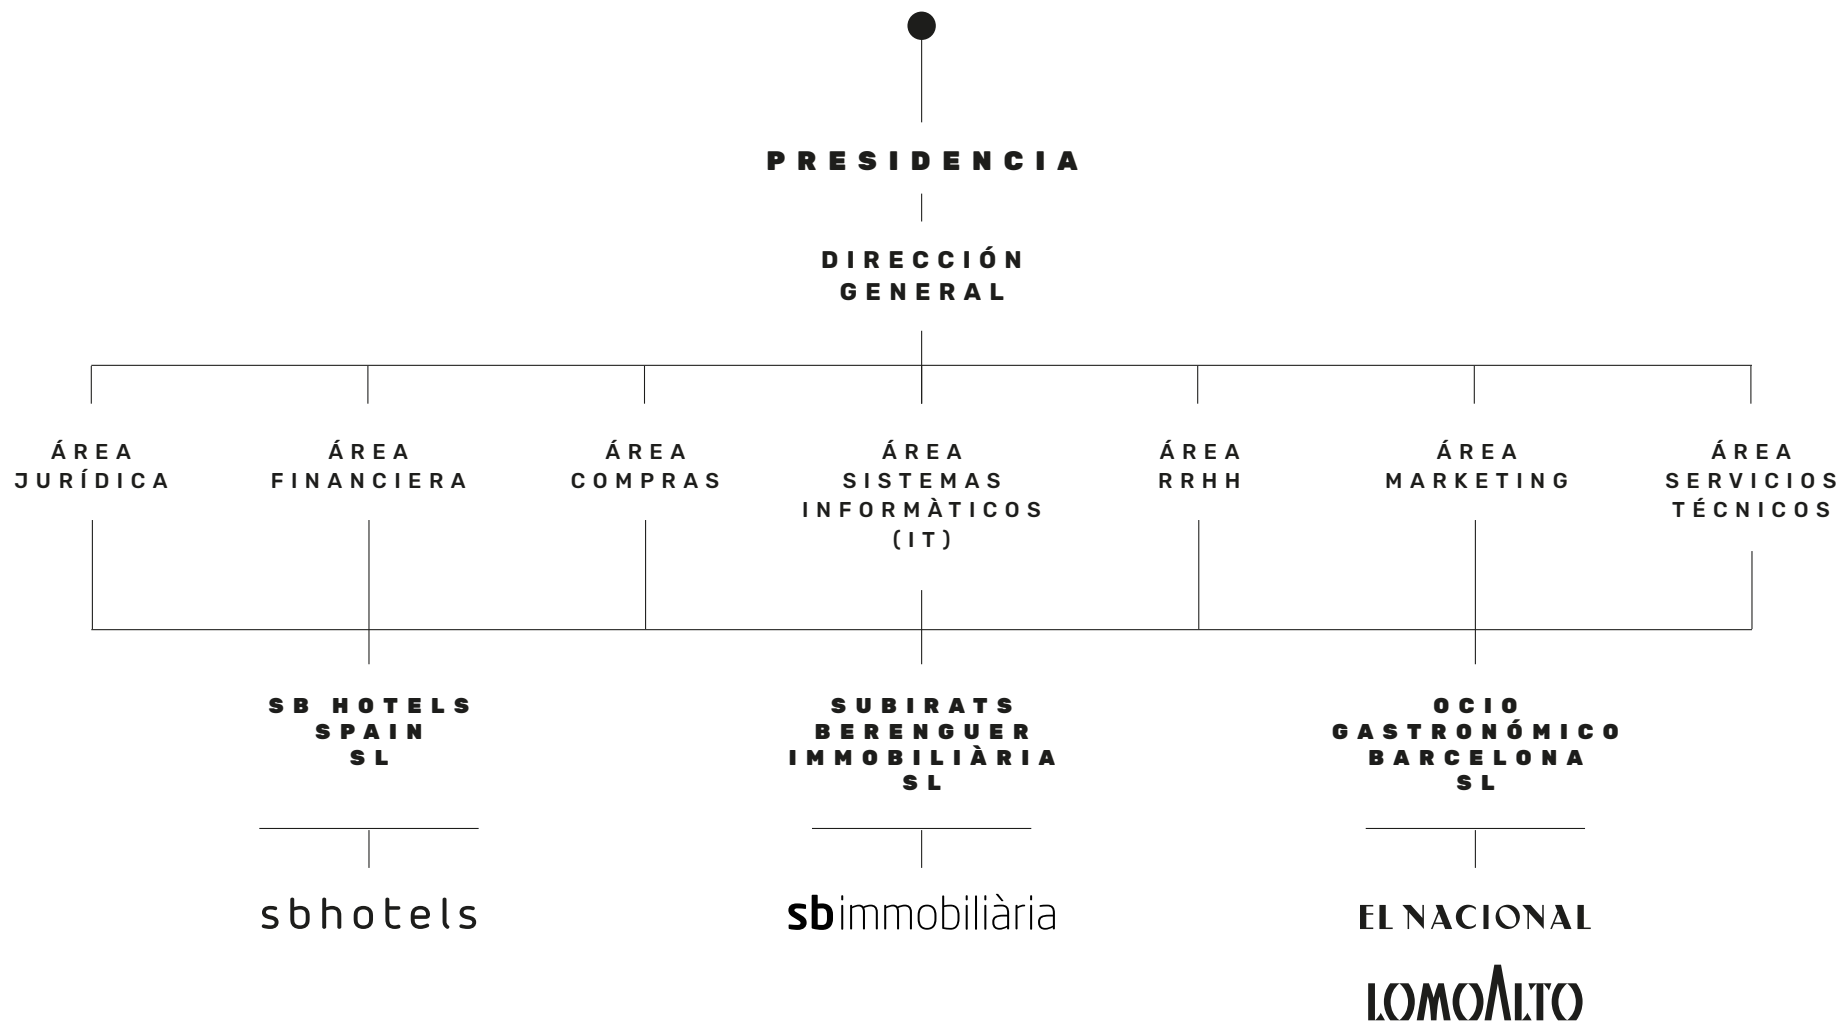 PRESIDENCIA
DIRECCIÓN
GENERAL
ÁREA
JURÍDICA
ÁREA
FINANCIERA
ÁREA
COMPRAS
ÁREA
SISTEMAS
INFORMÀTICOS
(IT)
ÁREA
RRHH
ÁREA
MARKETING
ÁREA
SERVICIOS
TÉCNICOS
SB HOTELS
SPAIN
SL
SUBIRATS
BERENGUER
IMMOBILIÀRIA
SL
OCIO
GASTRONÓMICO
BARCELONA
SL
sbhotels
sbimmobiliària
EL NACIONAL
LOMOALTO